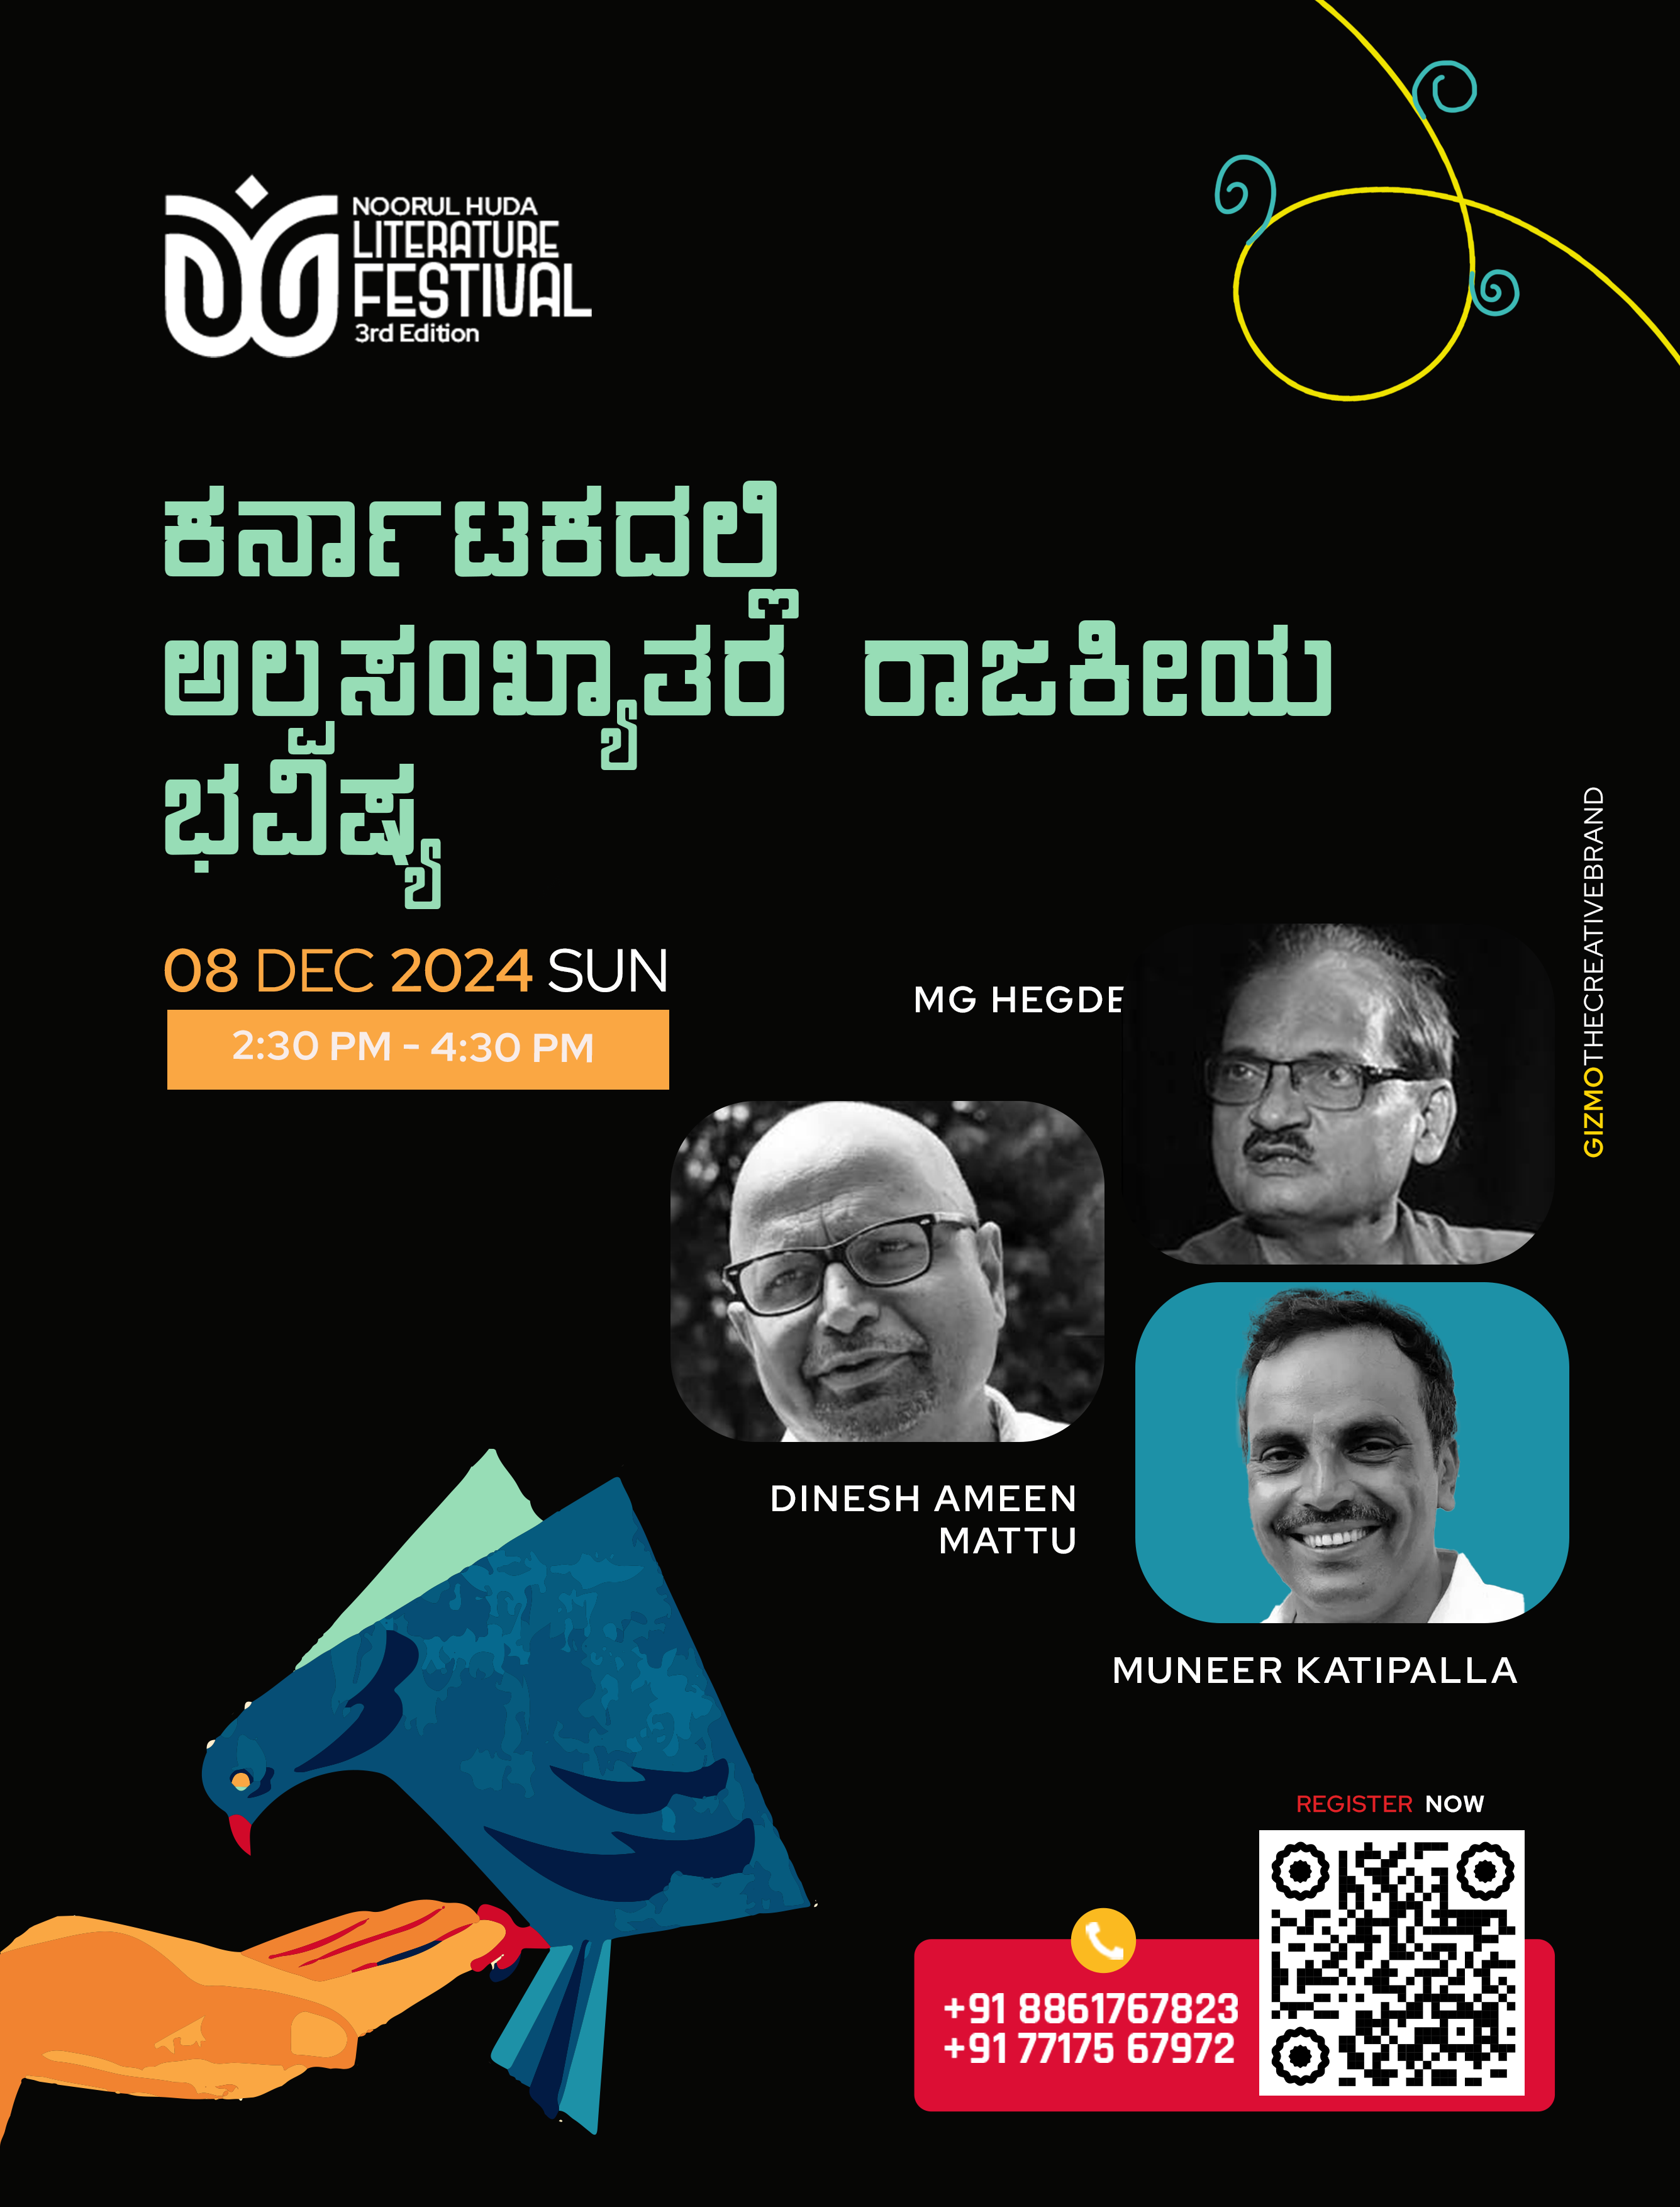 NOORUL HUDA
LITERATURE
FESTIVAL
3rd Edition
ಕರ್ನಾಟಕದಲ್ಲಿ
ಅಲ್ಪಸಂಖ್ಯಾತರ ರಾಜಕೀಯ
ಭವಿಷ್ಯ
08 DEC 2024 SUN
2:30 PM - 4:30 PM
MG HEGDE
GIZMOTHECREATIVEBRAND
DINESH AMEEN
MATTU
MUNEER KATIPALLA
REGISTER NOW
+91 8861767823
+91 77175 67972